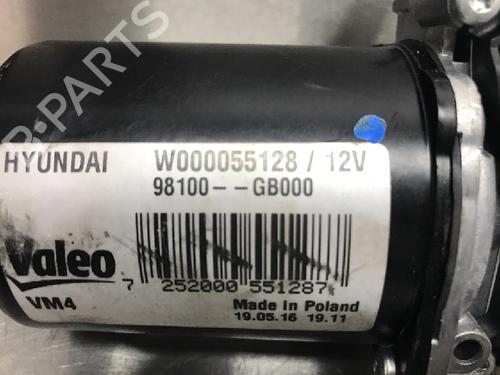 B-PARTS
HYUNDAI W000055128 / 12V
98100--GB000
Valeo
7 252000 551287
VM4
Made In Poland
19.05.16 19.11